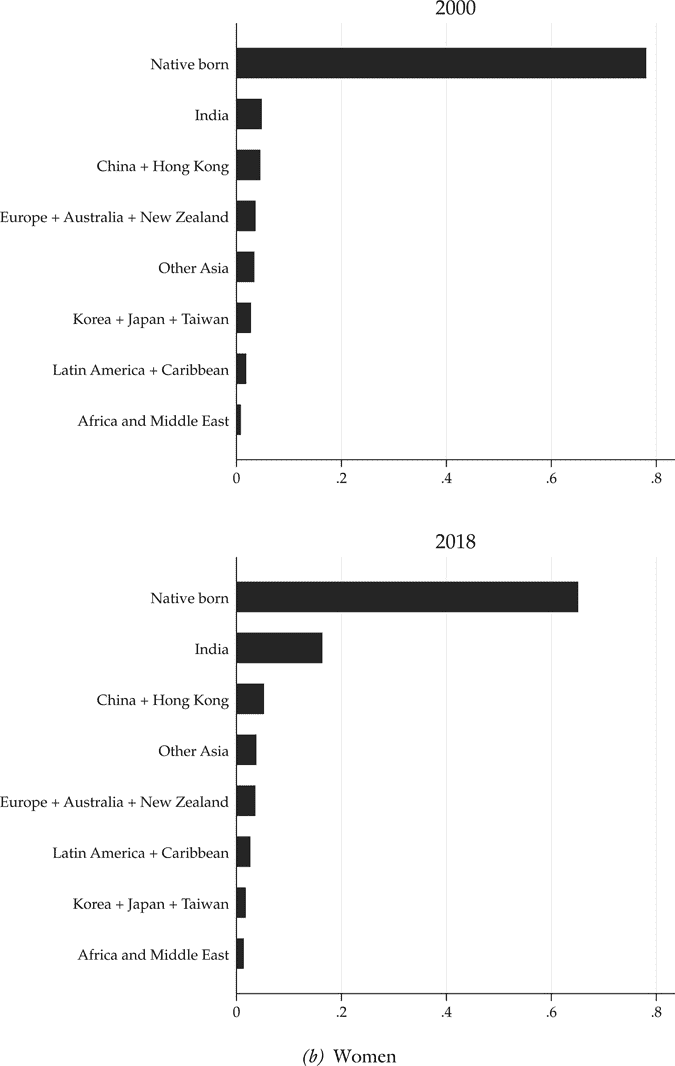 2000
Native born
India
China + Hong Kong
Europe + Australia + New Zealand
Other Asia
Korea + Japan + Taiwan
Latin America + Caribbean
Africa and Middle East
0 .2 .4 .6 .8
2018
Native born
India
China + Hong Kong
Other Asia
Europe + Australia + New Zealand
Latin America + Caribbean
Korea + Japan + Taiwan
Africa and Middle East
0 .2 .4 .6 .8
(b) Women